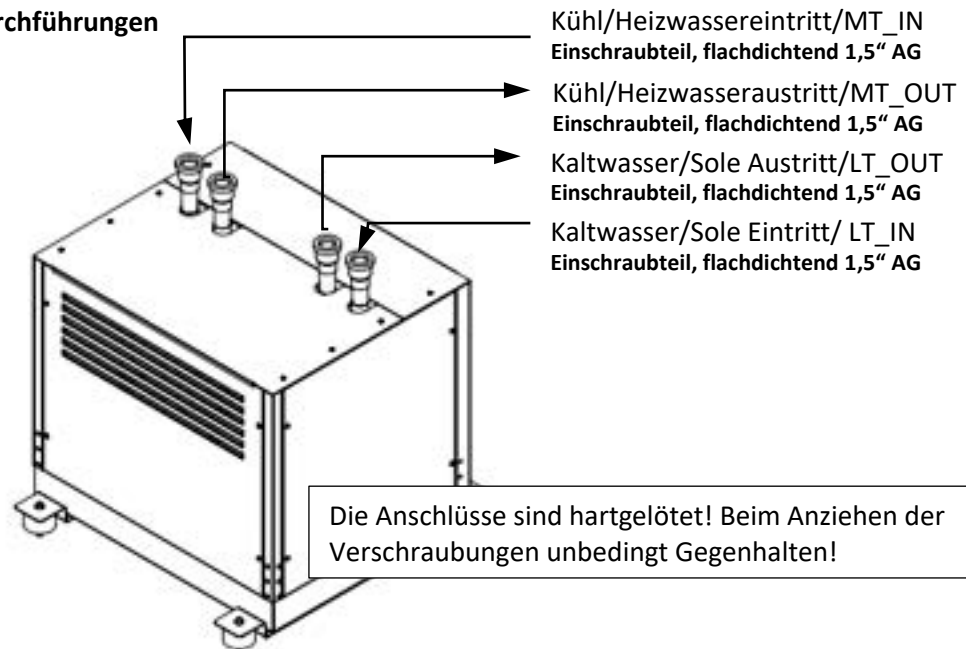 rchführungen
Kühl/Heizwassereintritt/MT_IN
Einschraubteil, flachdichtend 1,5“ AG
Kühl/Heizwasseraustritt/MT_OUT
Einschraubteil, flachdichtend 1,5“ AG
Kaltwasser/Sole Austritt/LT_OUT
Einschraubteil, flachdichtend 1,5“ AG
Kaltwasser/Sole Eintritt/ LT_IN
Einschraubteil, flachdichtend 1,5“ AG
Die Anschlüsse sind hartgelötet! Beim Anziehen der
Verschraubungen unbedingt Gegenhalten!